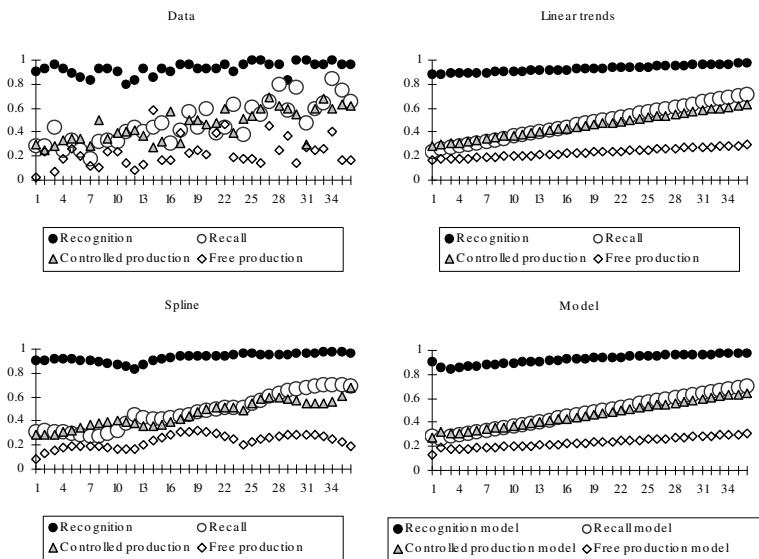 Data
1
0.8
0.6
0.4
0.2
0
1 4 7 10 13 16 19 22 25 28 31 34
Recognition Recall
Controlled production Free production
Linear trends
1
0.8
0.6
0.4
0.2
0
1 4 7 10 13 16 19 22 25 28 31 34
Recognition Recall
Controlled production Free production
Spline
1
0.8
0.6
0.4
0.2
0
1 4 7 10 13 16 19 22 25 28 31 34
Recognition Recall
Controlled production Free production
Model
1
0.8
0.6
0.4
0.2
0
1 4 7 10 13 16 19 22 25 28 31 34
Recognition model Recall model
Controlled production model Free production model